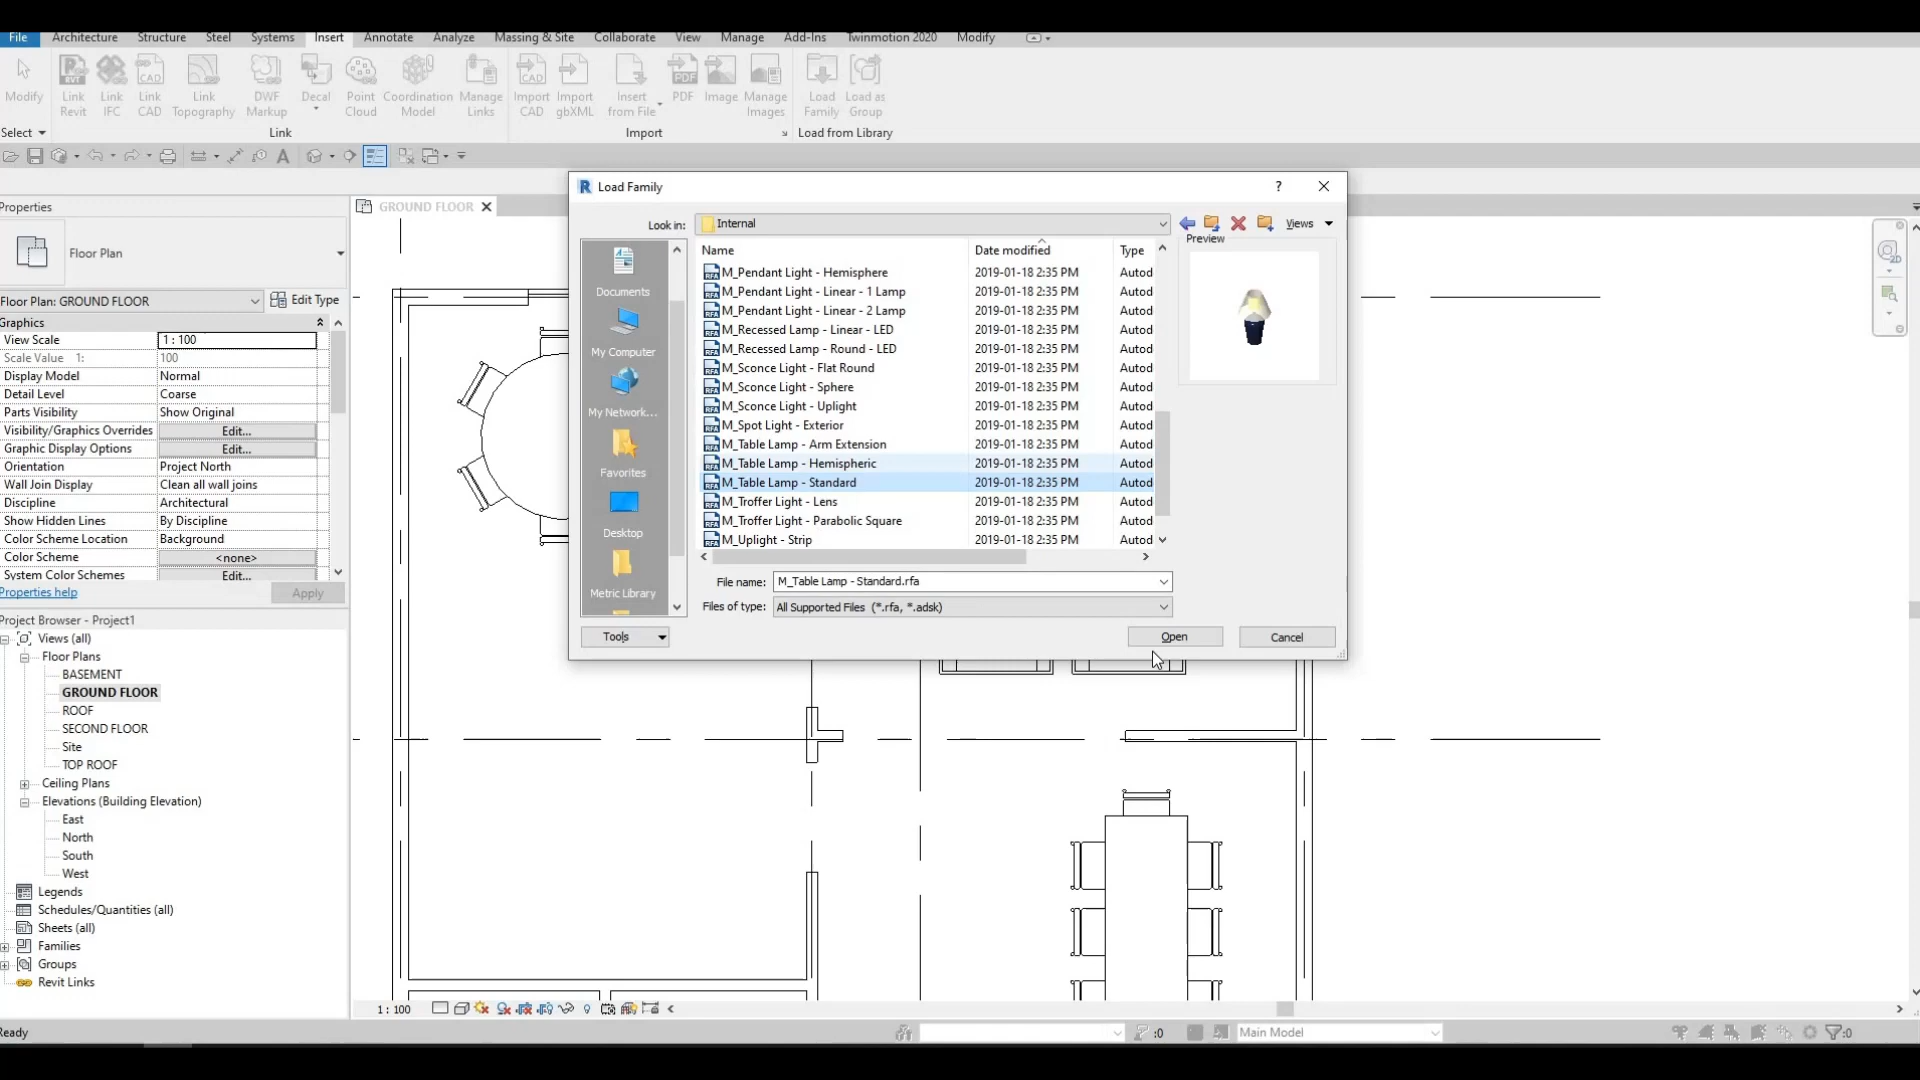 File Architecture Structure Steel Systems Insert Annotate Analyze Massing & Site Collaborate View Manage Add-Ins Twinmotion 2020 Modify
Modify
Link Revit
Link IFC
Link CAD
Link Topography
DWF Markup
Decal
Point Cloud
Coordination Model
Manage Links
Import CAD
Import gbXML
Insert from File
PDF
Image
Manage Images
Load Family
Load as Group
Select
Link
Import
Load from Library
Properties
GROUND FLOOR
Floor Plan
Floor Plan: GROUND FLOOR
Edit Type
Graphics
View Scale 1 : 100
Scale Value 1: 100
Display Model Normal
Detail Level Coarse
Parts Visibility Show Original
Visibility/Graphics Overrides Edit...
Graphic Display Options Edit...
Orientation Project North
Wall Join Display Clean all wall joins
Discipline Architectural
Show Hidden Lines By Discipline
Color Scheme Location Background
Color Scheme <none>
System Color Schemes Edit...
Properties help
Apply
Project Browser - Project1
Views (all)
Floor Plans
BASEMENT
GROUND FLOOR
ROOF
SECOND FLOOR
Site
TOP ROOF
Ceiling Plans
Elevations (Building Elevation)
East
North
South
West
Legends
Schedules/Quantities (all)
Sheets (all)
Families
Groups
Revit Links
Load Family
Look in: Internal
Views
Preview
Documents
My Computer
My Network...
Favorites
Desktop
Metric Library
Name Date modified Type
M_Pendant Light - Hemisphere 2019-01-18 2:35 PM Autod
M_Pendant Light - Linear - 1 Lamp 2019-01-18 2:35 PM Autod
M_Pendant Light - Linear - 2 Lamp 2019-01-18 2:35 PM Autod
M_Recessed Lamp - Linear - LED 2019-01-18 2:35 PM Autod
M_Recessed Lamp - Round - LED 2019-01-18 2:35 PM Autod
M_Sconce Light - Flat Round 2019-01-18 2:35 PM Autod
M_Sconce Light - Sphere 2019-01-18 2:35 PM Autod
M_Sconce Light - Uplight 2019-01-18 2:35 PM Autod
M_Spot Light - Exterior 2019-01-18 2:35 PM Autod
M_Table Lamp - Arm Extension 2019-01-18 2:35 PM Autod
M_Table Lamp - Hemispheric 2019-01-18 2:35 PM Autod
M_Table Lamp - Standard 2019-01-18 2:35 PM Autod
M_Troffer Light - Lens 2019-01-18 2:35 PM Autod
M_Troffer Light - Parabolic Square 2019-01-18 2:35 PM Autod
M_Uplight - Strip 2019-01-18 2:35 PM Autod
File name: M_Table Lamp - Standard.rfa
Files of type: All Supported Files (*.rfa, *.adsk)
Tools
Open
Cancel
1 : 100
Ready
:0
Main Model
:0